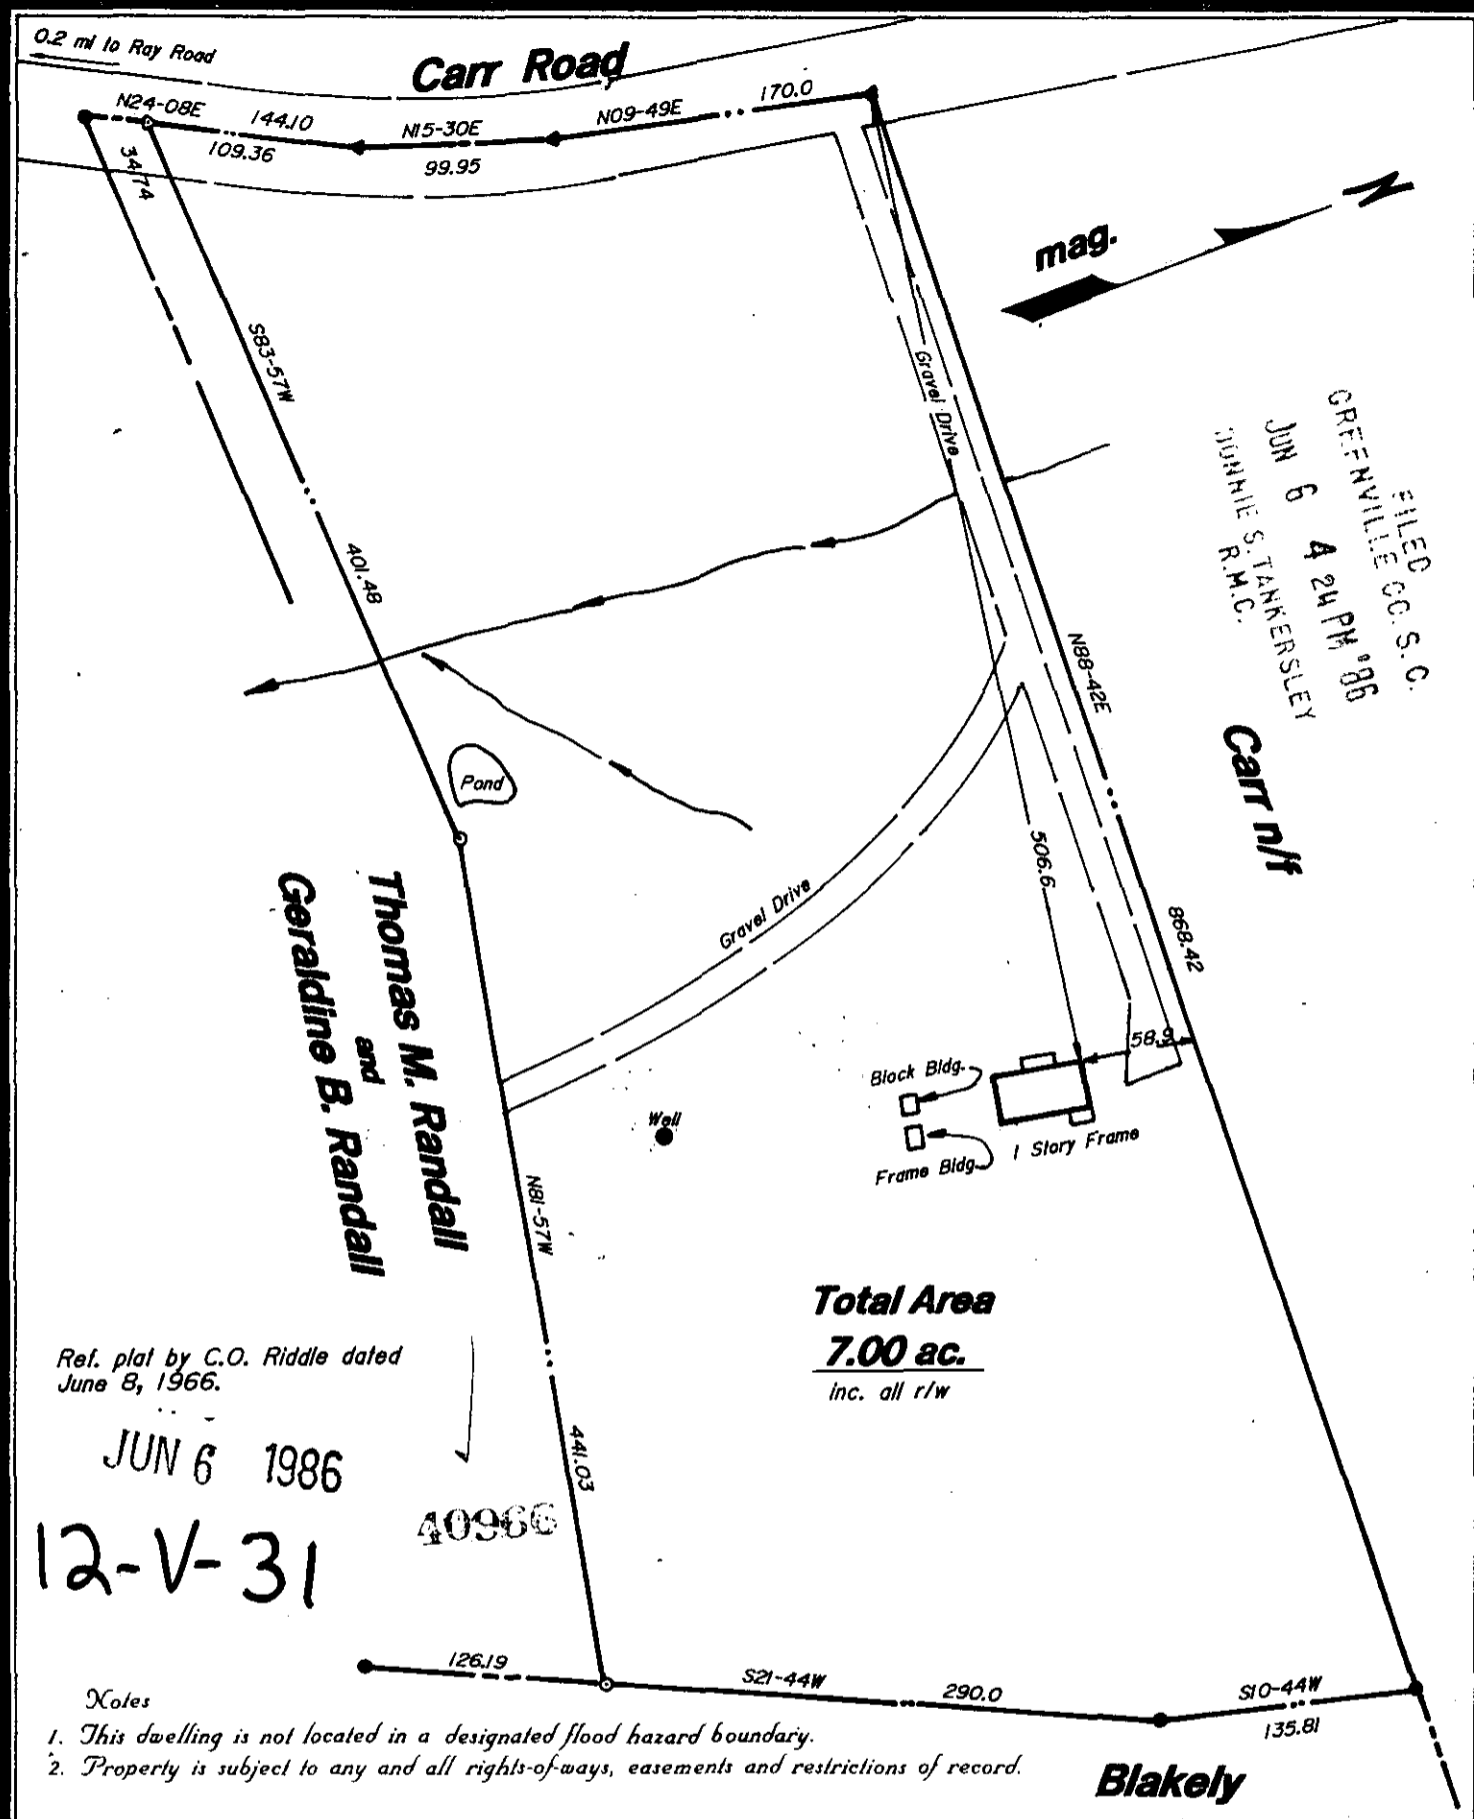 0.2 mi to Ray Road
Carr Road
N24-08E
144.10
109.36
34.74
N15-30E
99.95
N09-49E
170.0
mag.
N
S83-57W
401.48
Gravel Drive
N88-42E
868.42
506.6
FILED
GREENVILLE CO. S. C.
JUN 6 4 24 PM '86
DONNIE S. TANKERSLEY
R.M.C.
Carr n/f
Pond
Gravel Drive
Thomas M. Randall
and
Geraldine B. Randall
58.9
Block Bldg.
Frame Bldg.
1 Story Frame
Well
N81-57W
441.03
Total Area
7.00 ac.
inc. all r/w
Ref. plat by C.O. Riddle dated
June 8, 1966.
JUN 6 1986
40966
12-V-31
126.19
S21-44W
290.0
S10-44W
135.81
Blakely
Notes
1. This dwelling is not located in a designated flood hazard boundary.
2. Property is subject to any and all rights-of-ways, easements and restrictions of record.